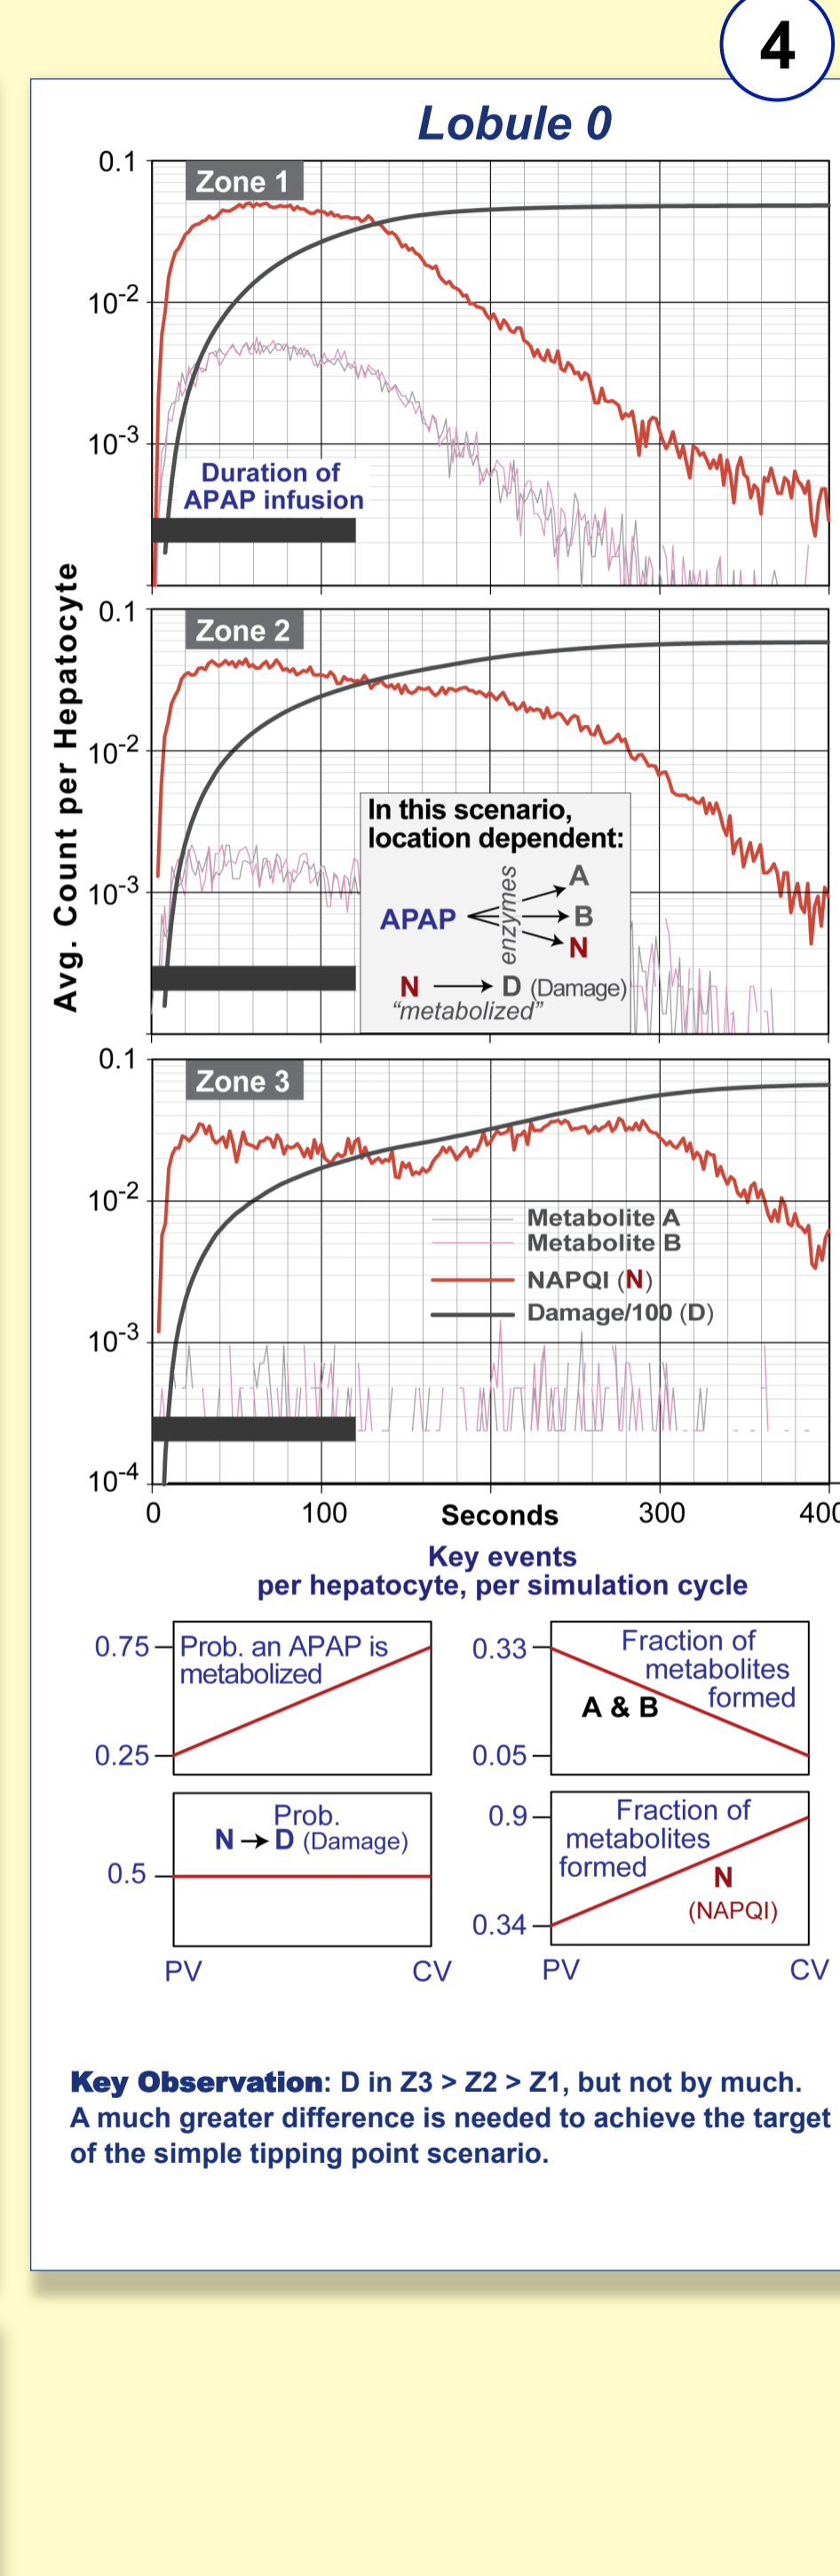 4
Lobule 0
Avg. Count per Hepatocyte
0.1
Zone 1
10-2
10-3
Duration of
APAP infusion
0.1
Zone 2
10-2
10-3
In this scenario,
location dependent:
APAP
enzymes
A
B
N
N → D (Damage)
“metabolized”
0.1
Zone 3
10-2
10-3
10-4
Metabolite A
Metabolite B
NAPQI (N)
Damage/100 (D)
0 100 Seconds 300 400
Key events
per hepatocyte, per simulation cycle
0.75
Prob. an APAP is
metabolized
0.25
0.33
Fraction of
metabolites
formed
A & B
0.05
Prob.
N → D (Damage)
0.5
PV CV
0.9
Fraction of
metabolites
formed
N
(NAPQI)
0.34
PV CV
Key Observation: D in Z3 > Z2 > Z1, but not by much.
A much greater difference is needed to achieve the target
of the simple tipping point scenario.